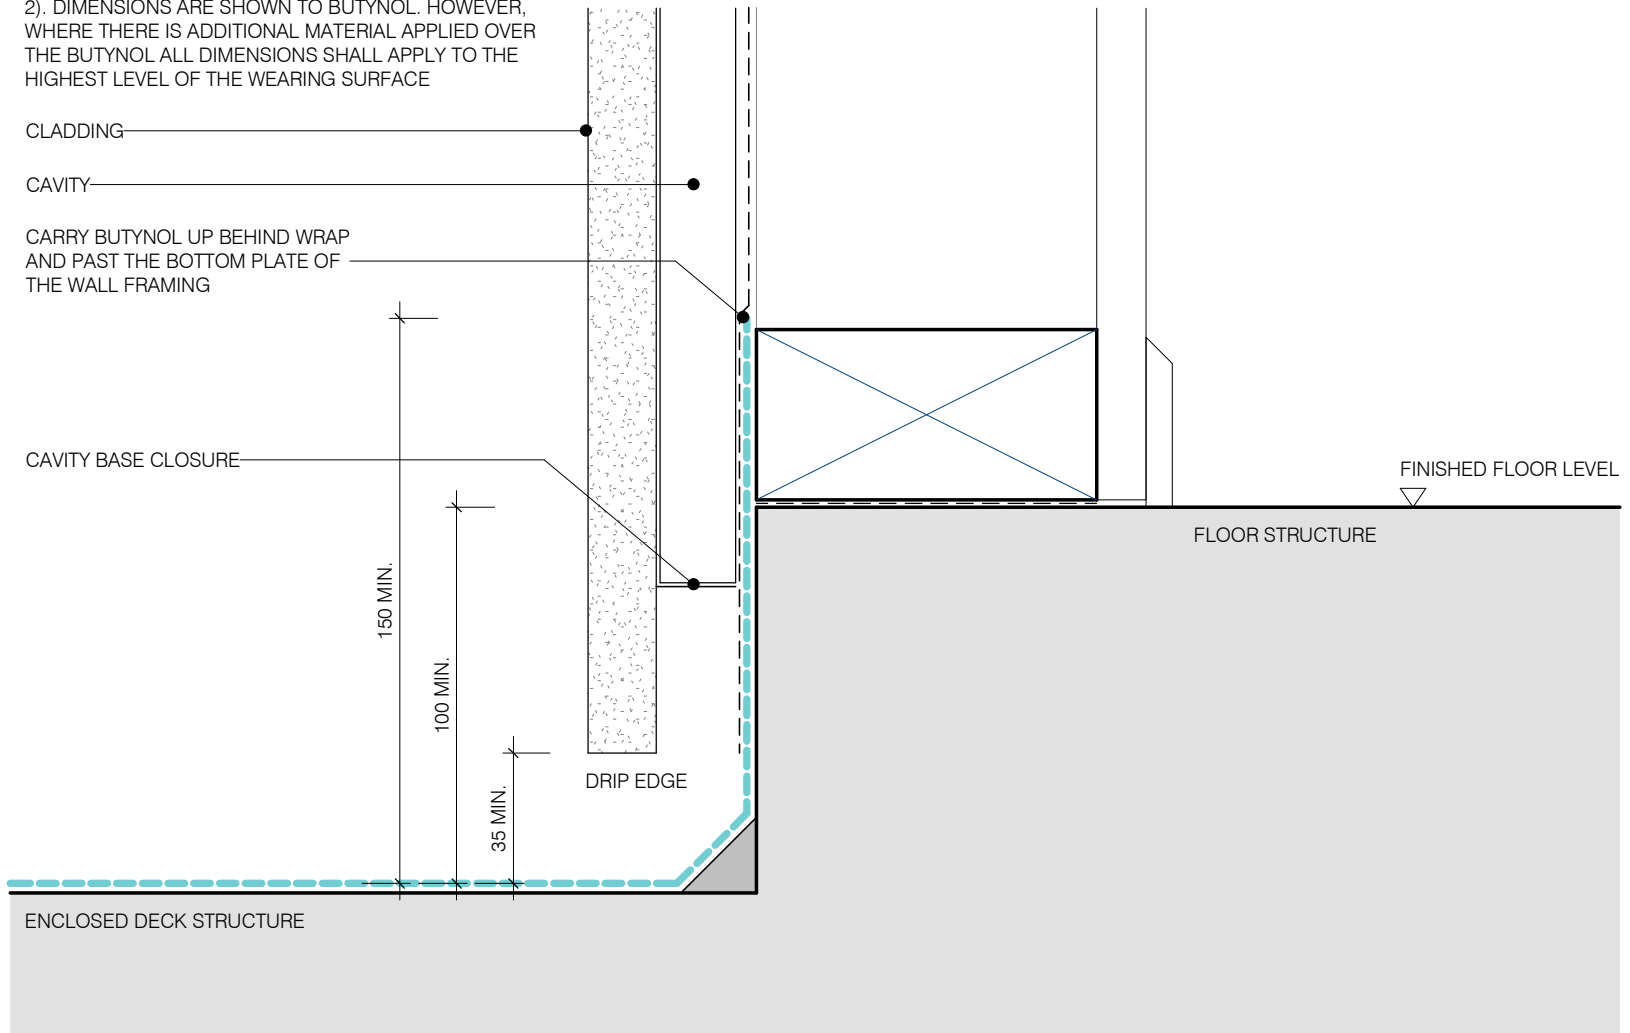 2). DIMENSIONS ARE SHOWN TO BUTYNOL. HOWEVER,
WHERE THERE IS ADDITIONAL MATERIAL APPLIED OVER
THE BUTYNOL ALL DIMENSIONS SHALL APPLY TO THE
HIGHEST LEVEL OF THE WEARING SURFACE
CLADDING
CAVITY
CARRY BUTYNOL UP BEHIND WRAP
AND PAST THE BOTTOM PLATE OF
THE WALL FRAMING
CAVITY BASE CLOSURE
FINISHED FLOOR LEVEL
FLOOR STRUCTURE
150 MIN.
100 MIN.
35 MIN.
DRIP EDGE
ENCLOSED DECK STRUCTURE